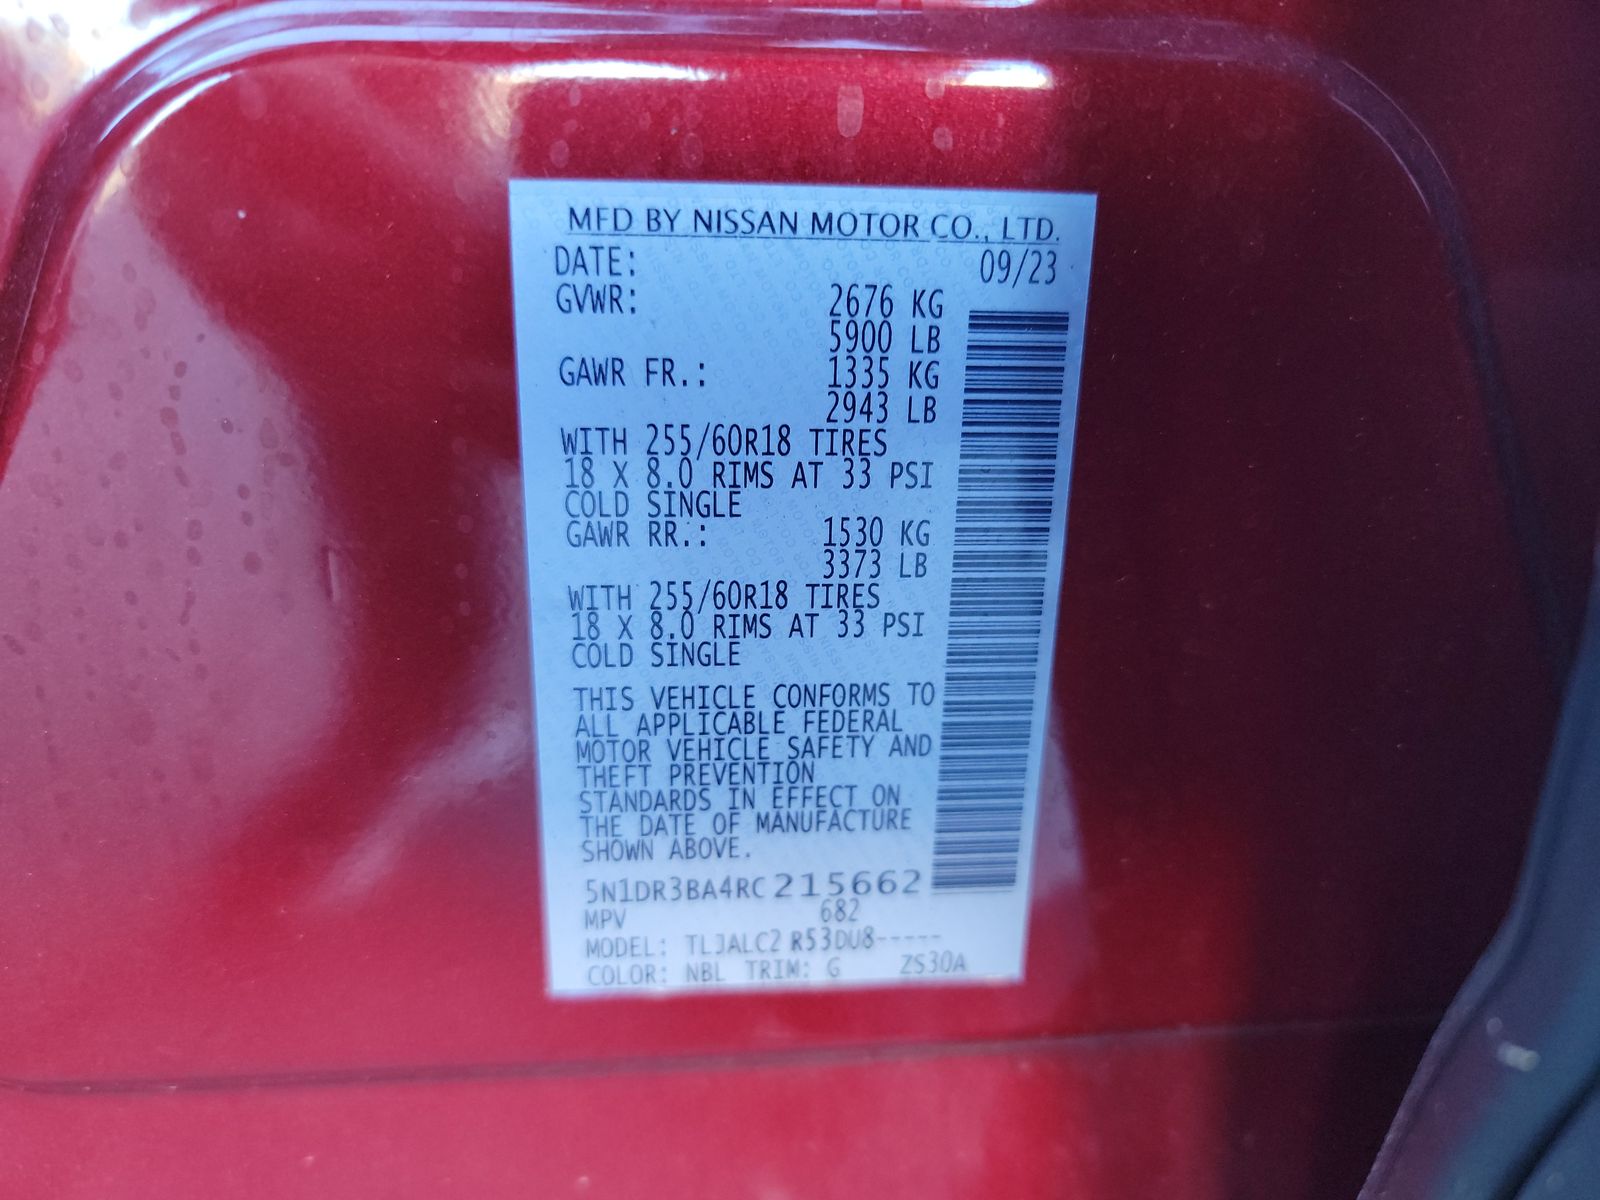 MFD BY NISSAN MOTOR CO., LTD.
DATE: 09/23
GVWR: 2676 KG
5900 LB
GAWR FR.: 1335 KG
2943 LB
WITH 255/60R18 TIRES
18 X 8.0 RIMS AT 33 PSI
COLD SINGLE
GAWR RR.: 1530 KG
3373 LB
WITH 255/60R18 TIRES
18 X 8.0 RIMS AT 33 PSI
COLD SINGLE
THIS VEHICLE CONFORMS TO
ALL APPLICABLE FEDERAL
MOTOR VEHICLE SAFETY AND
THEFT PREVENTION
STANDARDS IN EFFECT ON
THE DATE OF MANUFACTURE
SHOWN ABOVE.
5N1DR3BA4RC215662
MPV 682
MODEL: TLJALC2 R53DU8-----
COLOR: NBL TRIM: G ZS30A